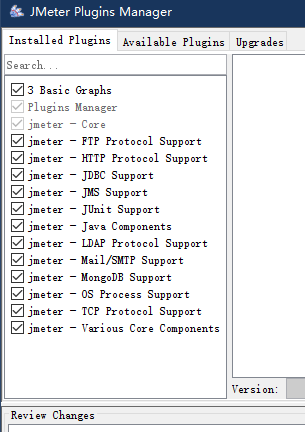 JMeter Plugins Manager
Installed Plugins Available Plugins Upgrades
Search...
3 Basic Graphs
Plugins Manager
jmeter - Core
jmeter - FTP Protocol Support
jmeter - HTTP Protocol Support
jmeter - JDBC Support
jmeter - JMS Support
jmeter - JUnit Support
jmeter - Java Components
jmeter - LDAP Protocol Support
jmeter - Mail/SMTP Support
jmeter - MongoDB Support
jmeter - OS Process Support
jmeter - TCP Protocol Support
jmeter - Various Core Components
Version:
Review Changes